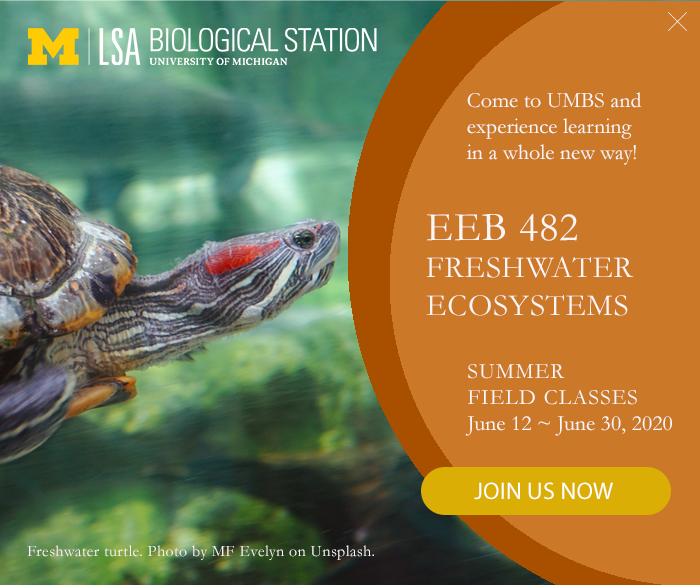 M LSA BIOLOGICAL STATION
UNIVERSITY OF MICHIGAN
Come to UMBS and
experience learning
in a whole new way!
EEB 482
FRESHWATER
ECOSYSTEMS
SUMMER
FIELD CLASSES
June 12 ~ June 30, 2020
JOIN US NOW
Freshwater turtle. Photo by MF Evelyn on Unsplash.